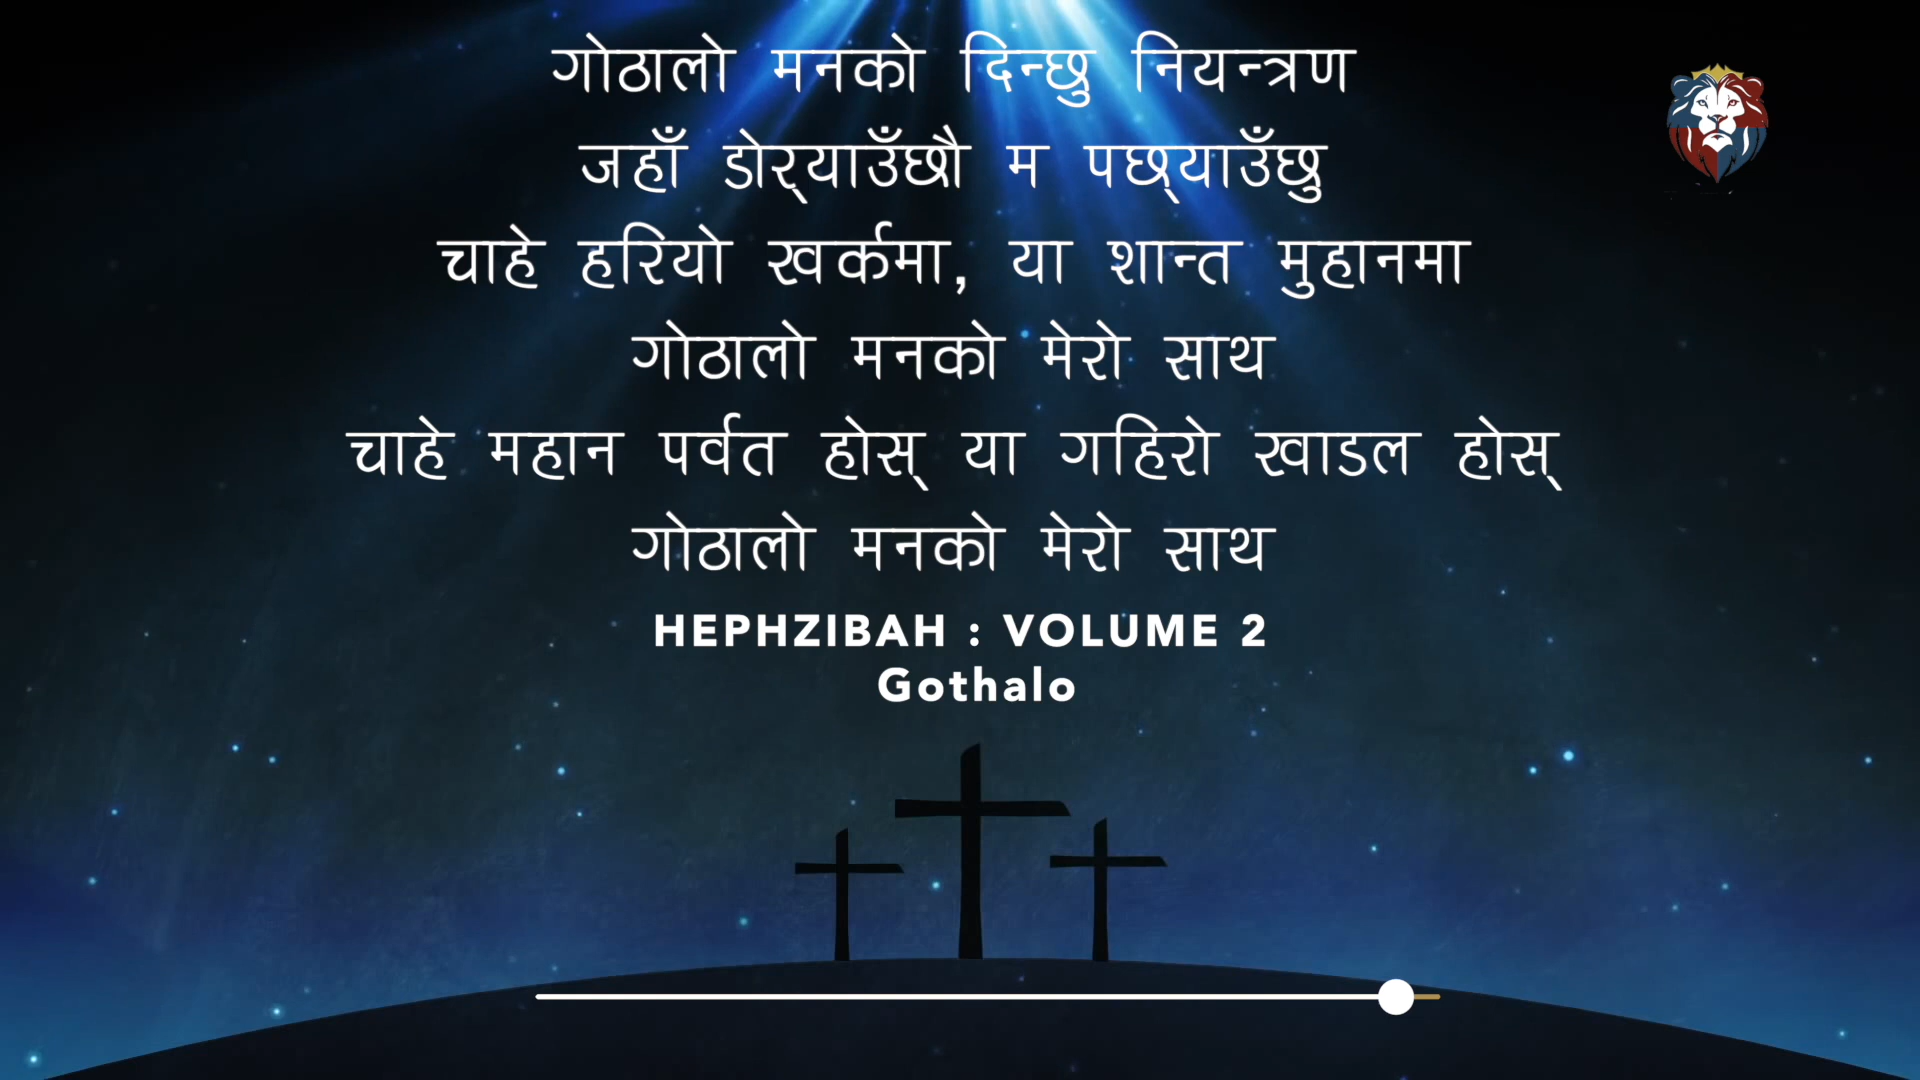 गोठालो मनको दिन्छु नियन्त्रण
जहाँ डोर्‍याउँछौ म पछ्याउँछु
चाहे हरियो खर्कमा, या शान्त मुहानमा
गोठालो मनको मेरो साथ
चाहे महान पर्वत होस् या गहिरो खाडल होस्
गोठालो मनको मेरो साथ
HEPHZIBAH : VOLUME 2
Gothalo